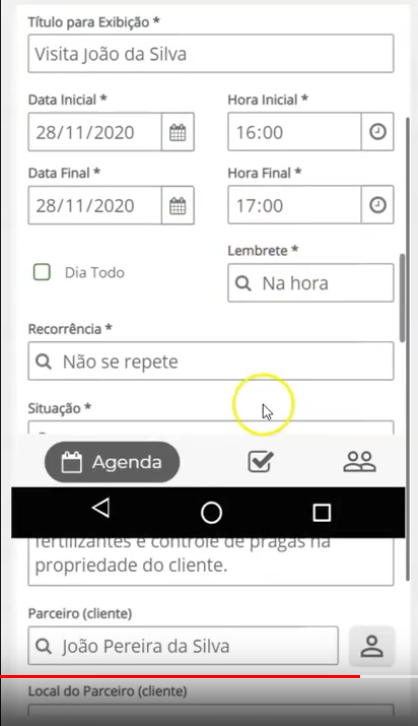 Título para Exibição *
Visita João da Silva
Data Inicial *
Hora Inicial *
28/11/2020
16:00
Data Final *
Hora Final *
28/11/2020
17:00
Lembrete *
Dia Todo
Na hora
Recorrência *
Não se repete
Situação *
Agenda
fertilizantes e controle de pragas na
propriedade do cliente.
Parceiro (cliente)
João Pereira da Silva
Local do Parceiro (cliente)